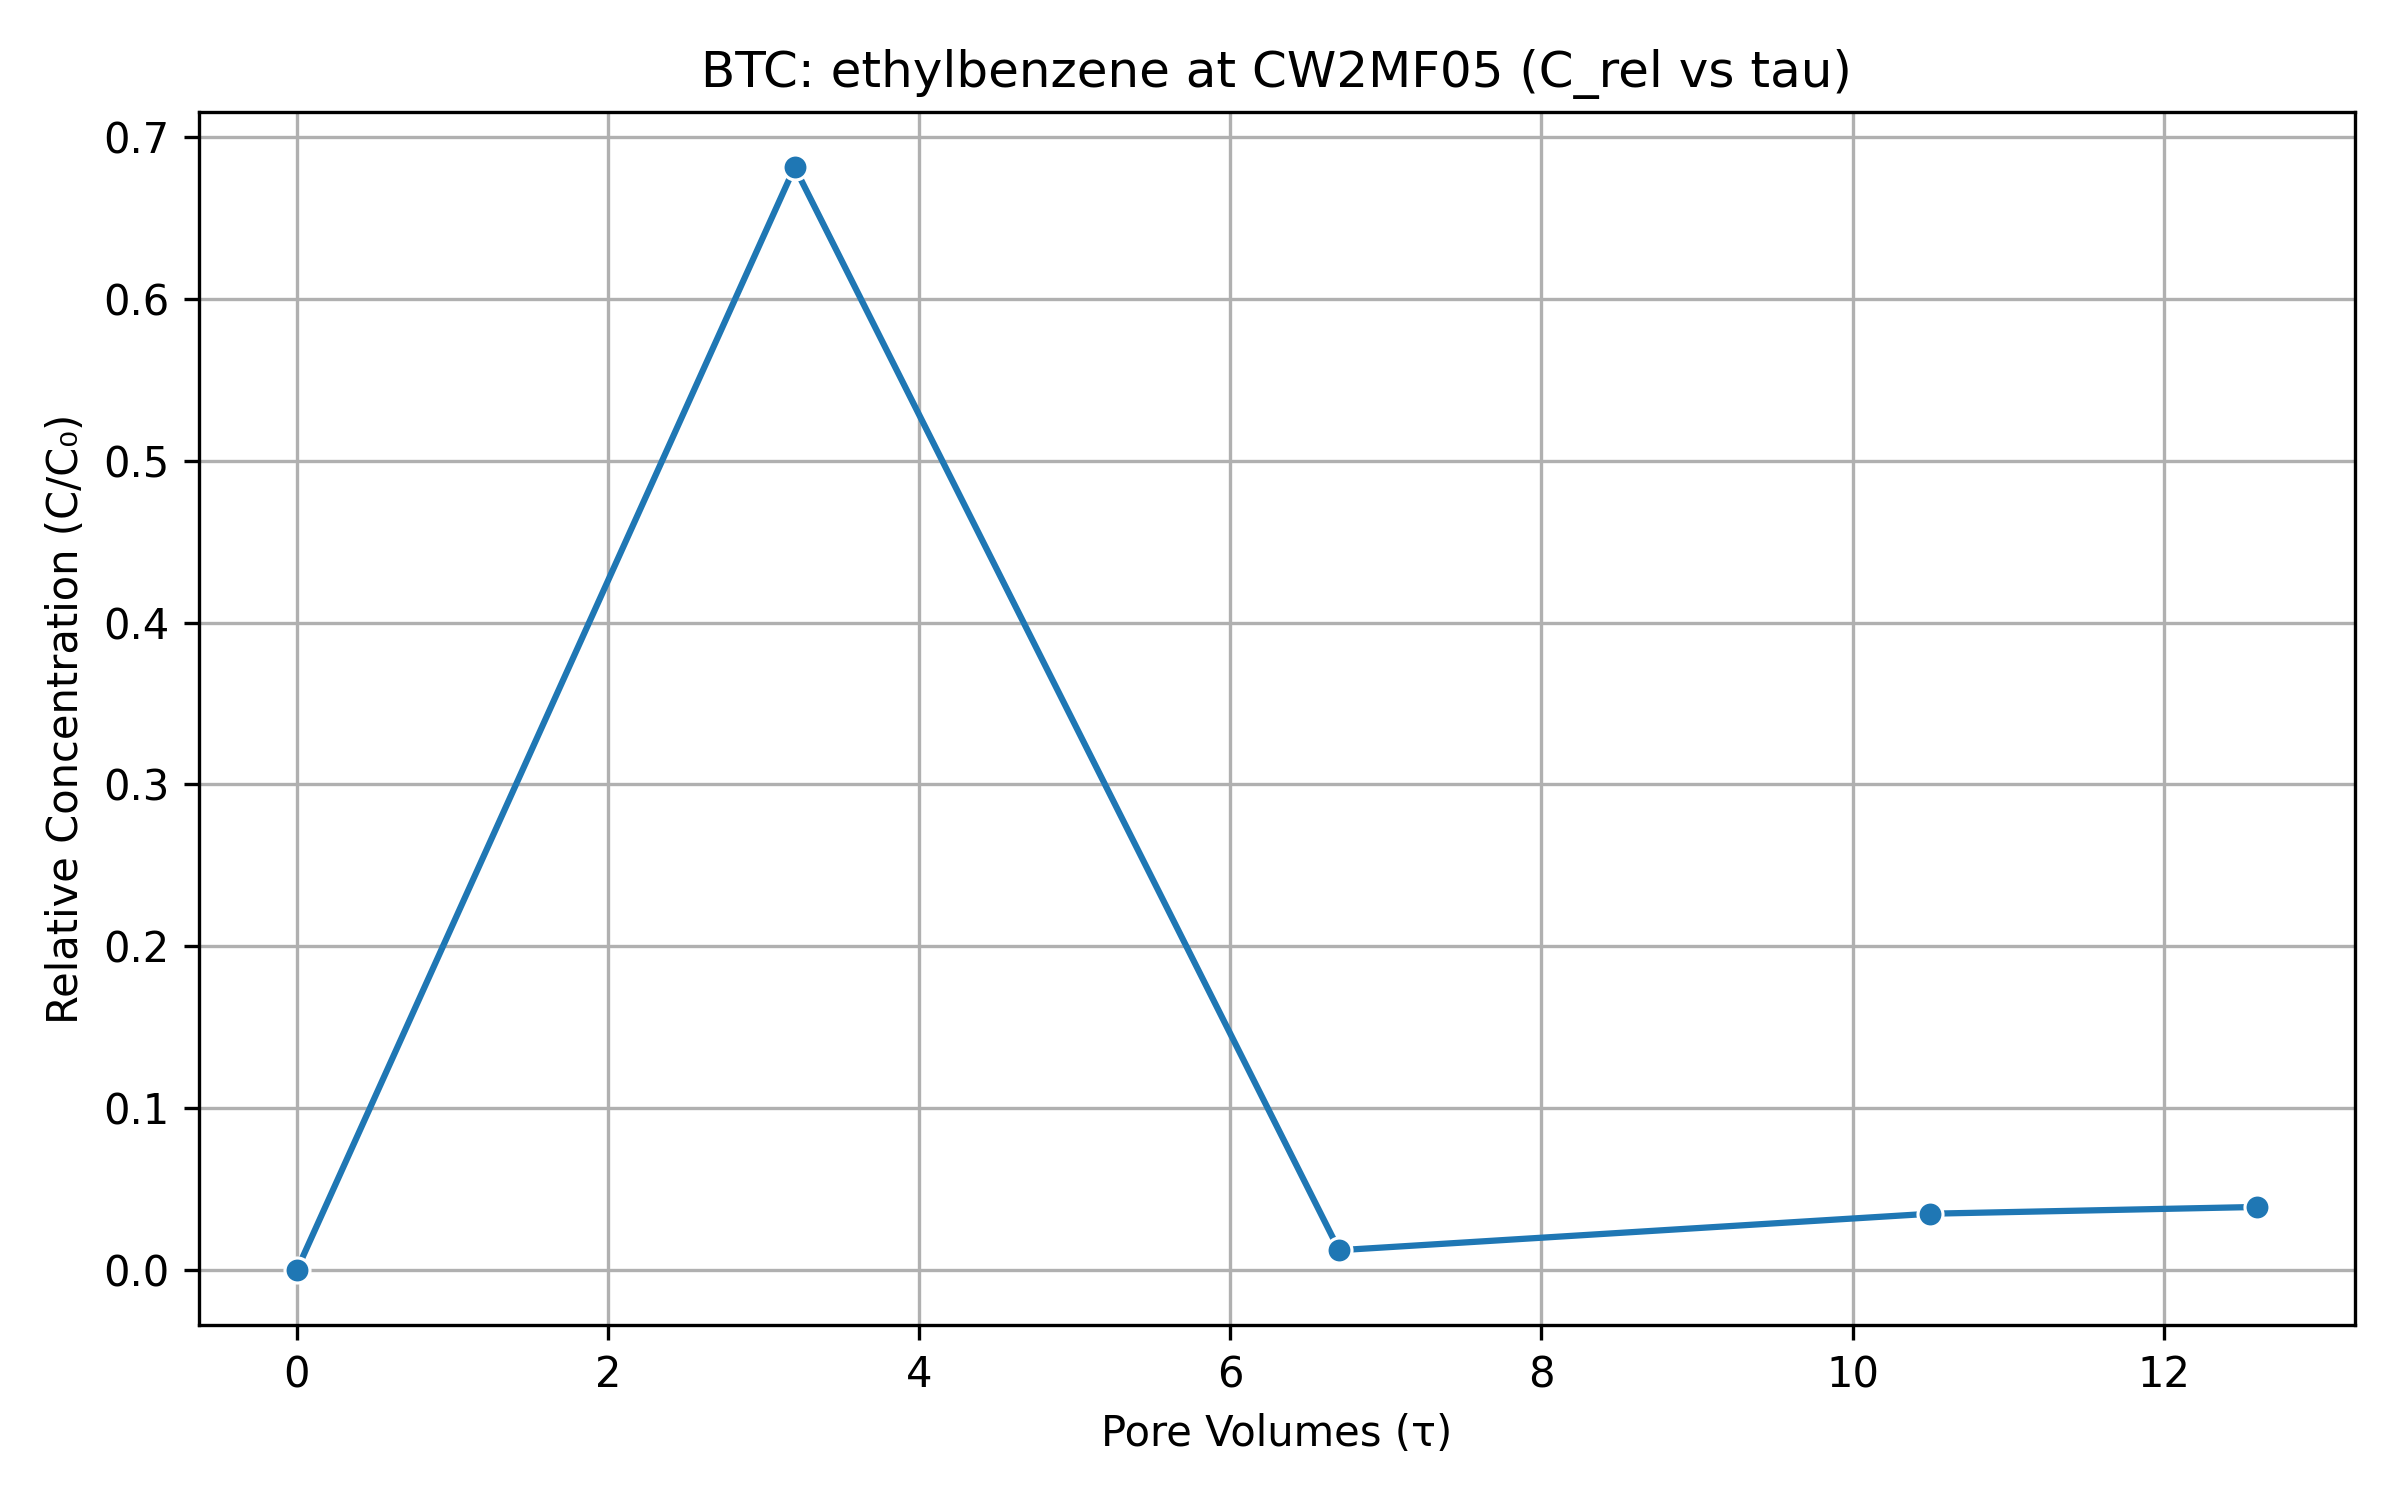 BTC: ethylbenzene at CW2MF05 (C_rel vs tau)
Relative Concentration (C/C₀)
0.7
0.6
0.5
0.4
0.3
0.2
0.1
0.0
0 2 4 6 8 10 12
Pore Volumes (τ)